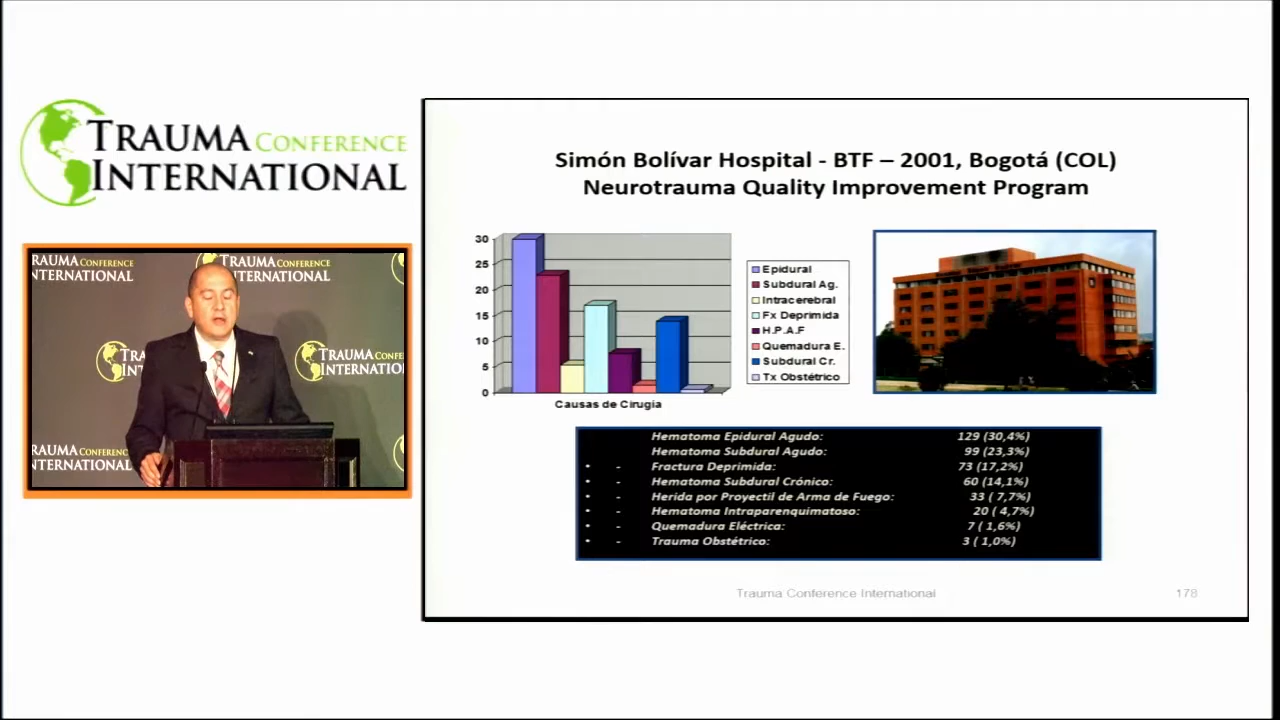 TRAUMA CONFERENCE
INTERNATIONAL
TRAUMA CONFERENCE
INTERNATIONAL
TRAUMA CONFERENCE
INTERNATIONAL
TRAUMA CONFERENCE
INTERNATIONAL
Simón Bolívar Hospital - BTF – 2001, Bogotá (COL)
Neurotrauma Quality Improvement Program
30
25
20
15
10
5
0
Causas de Cirugía
Epidural
Subdural Ag.
Intracerebral
Fx Deprimida
H.P.A.F
Quemadura E.
Subdural Cr.
Tx Obstétrico
Hematoma Epidural Agudo: 129 (30,4%)
Hematoma Subdural Agudo: 99 (23,3%)
• - Fractura Deprimida: 73 (17,2%)
• - Hematoma Subdural Crónico: 60 (14,1%)
• - Herida por Proyectil de Arma de Fuego: 33 ( 7,7%)
• - Hematoma Intraparenquimatoso: 20 ( 4,7%)
• - Quemadura Eléctrica: 7 ( 1,6%)
• - Trauma Obstétrico: 3 ( 1,0%)
Trauma Conference International
178